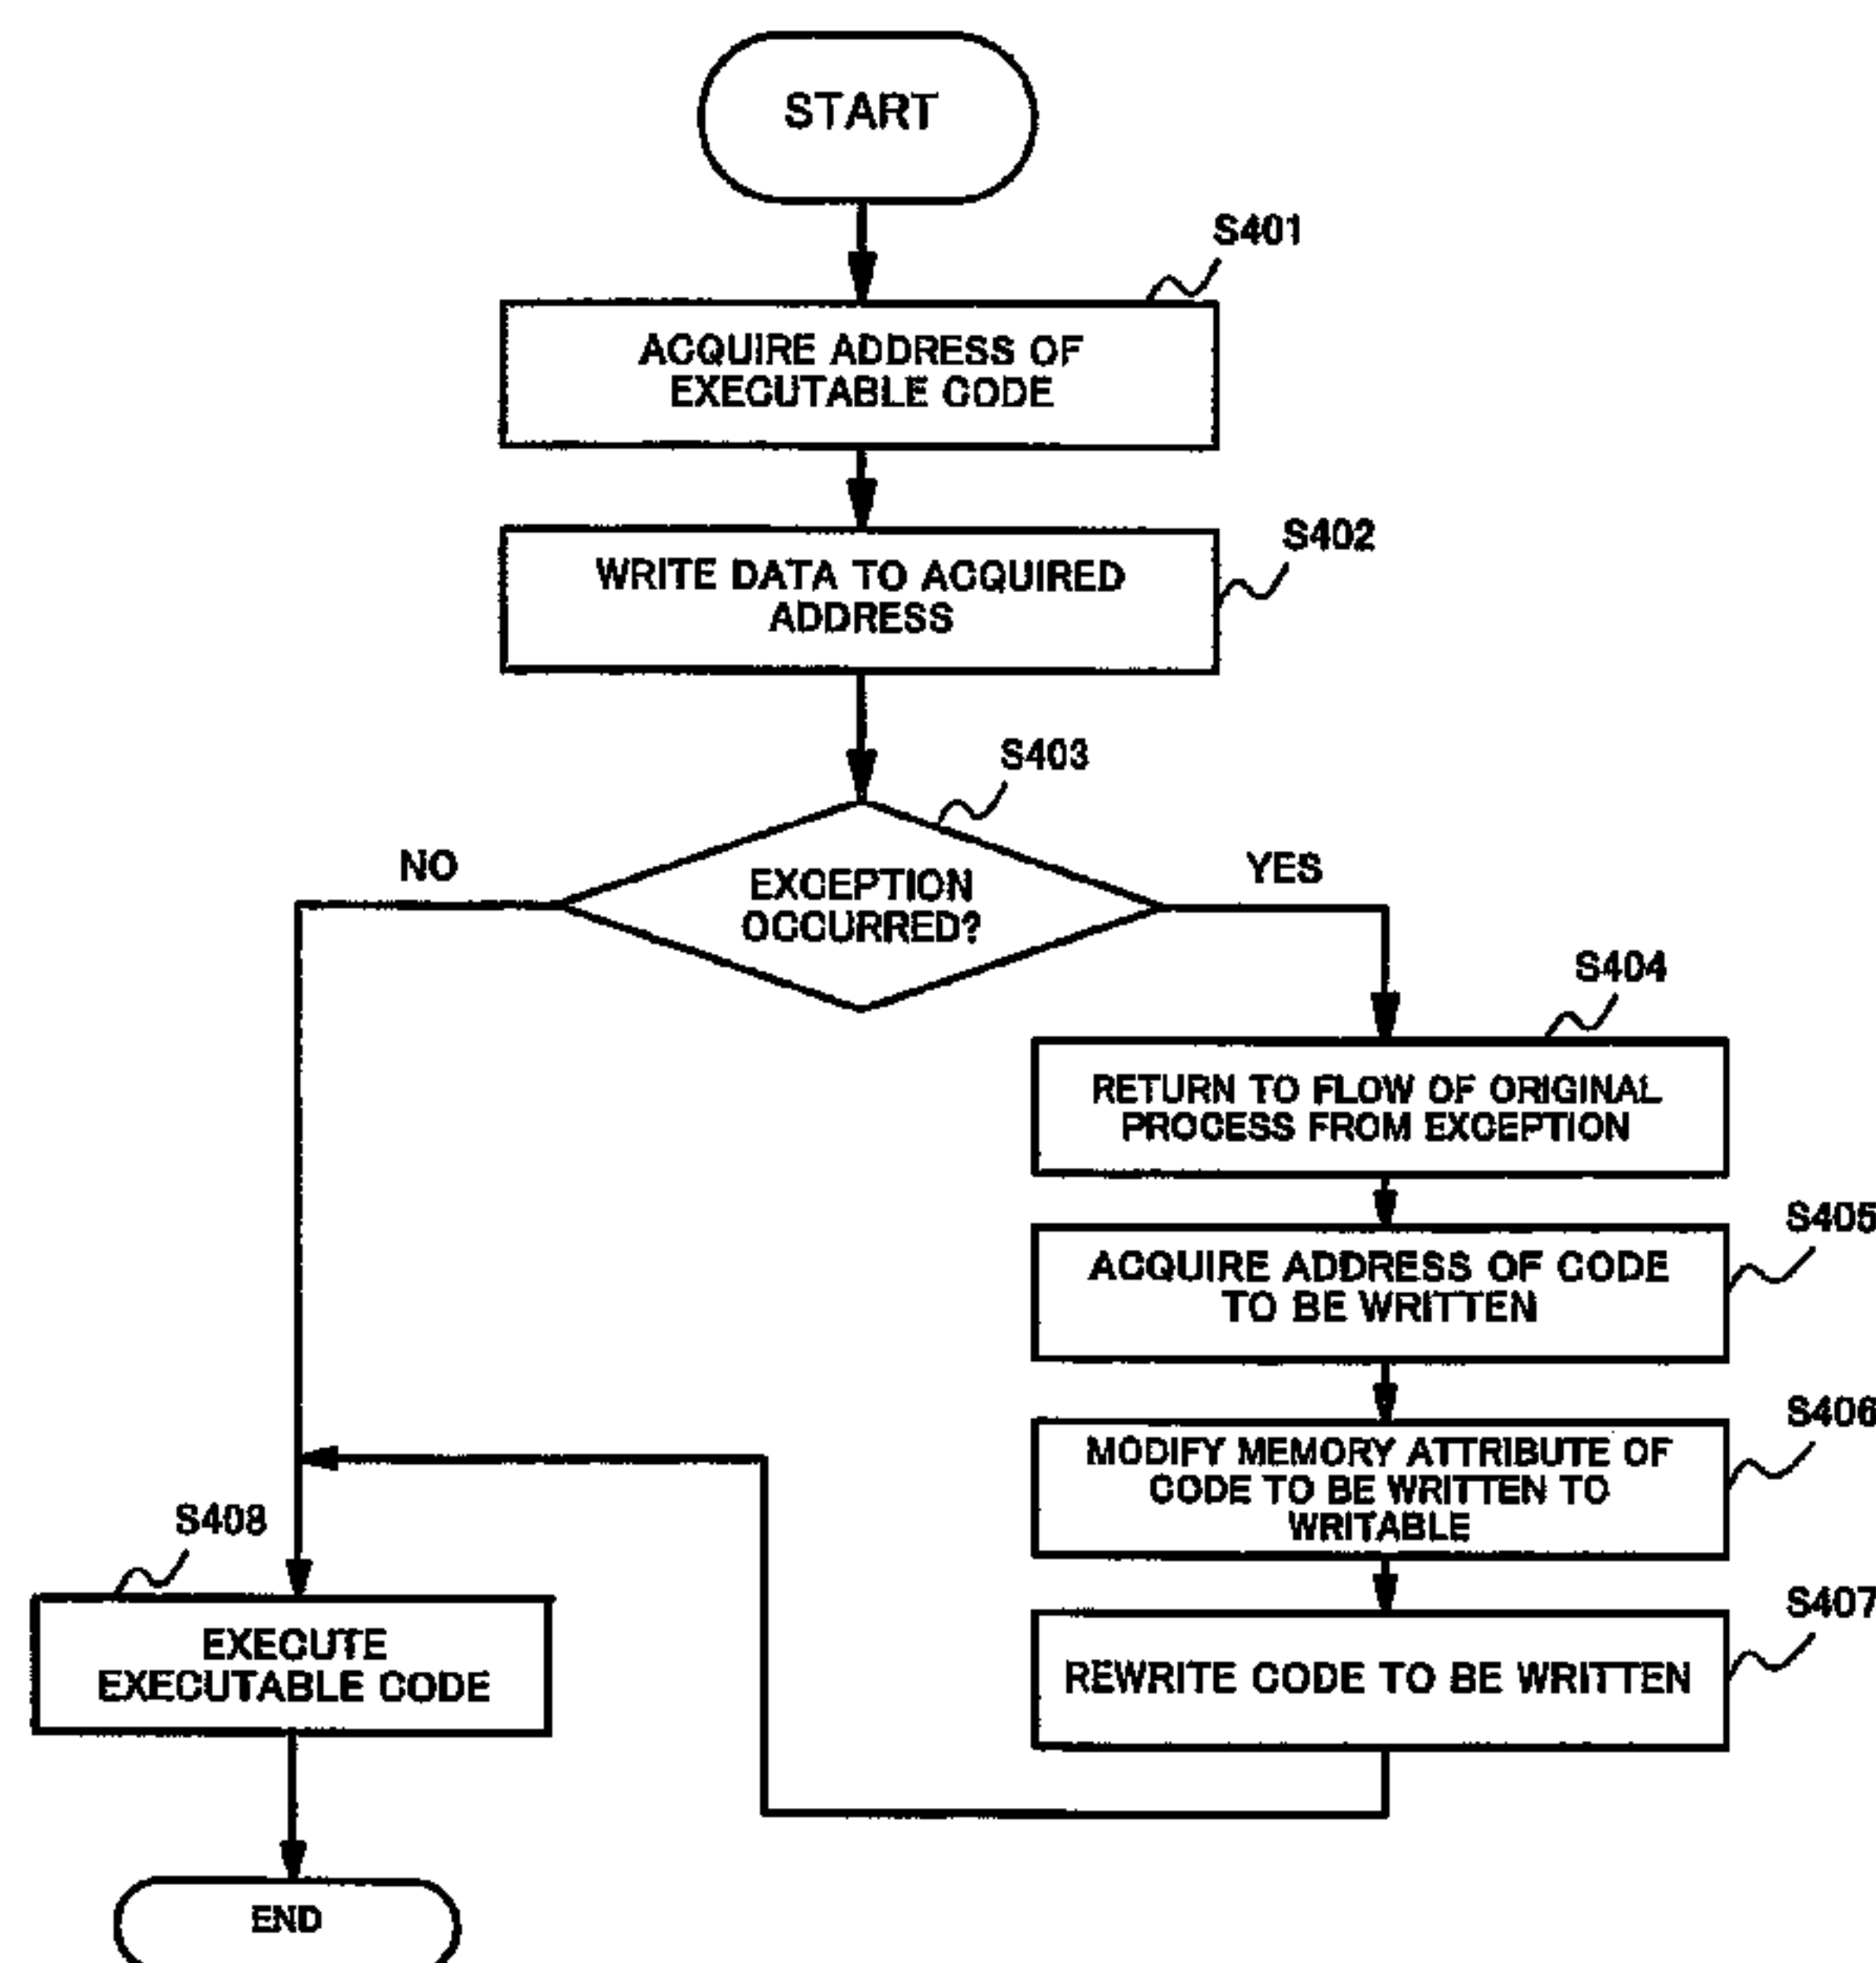 START
S401
ACQUIRE ADDRESS OF
EXECUTABLE CODE
S402
WRITE DATA TO ACQUIRED
ADDRESS
S403
NO
EXCEPTION
OCCURRED?
YES
S404
RETURN TO FLOW OF ORIGINAL
PROCESS FROM EXCEPTION
S405
ACQUIRE ADDRESS OF CODE
TO BE WRITTEN
S406
MODIFY MEMORY ATTRIBUTE OF
CODE TO BE WRITTEN TO
WRITABLE
S407
REWRITE CODE TO BE WRITTEN
S408
EXECUTE
EXECUTABLE CODE
END